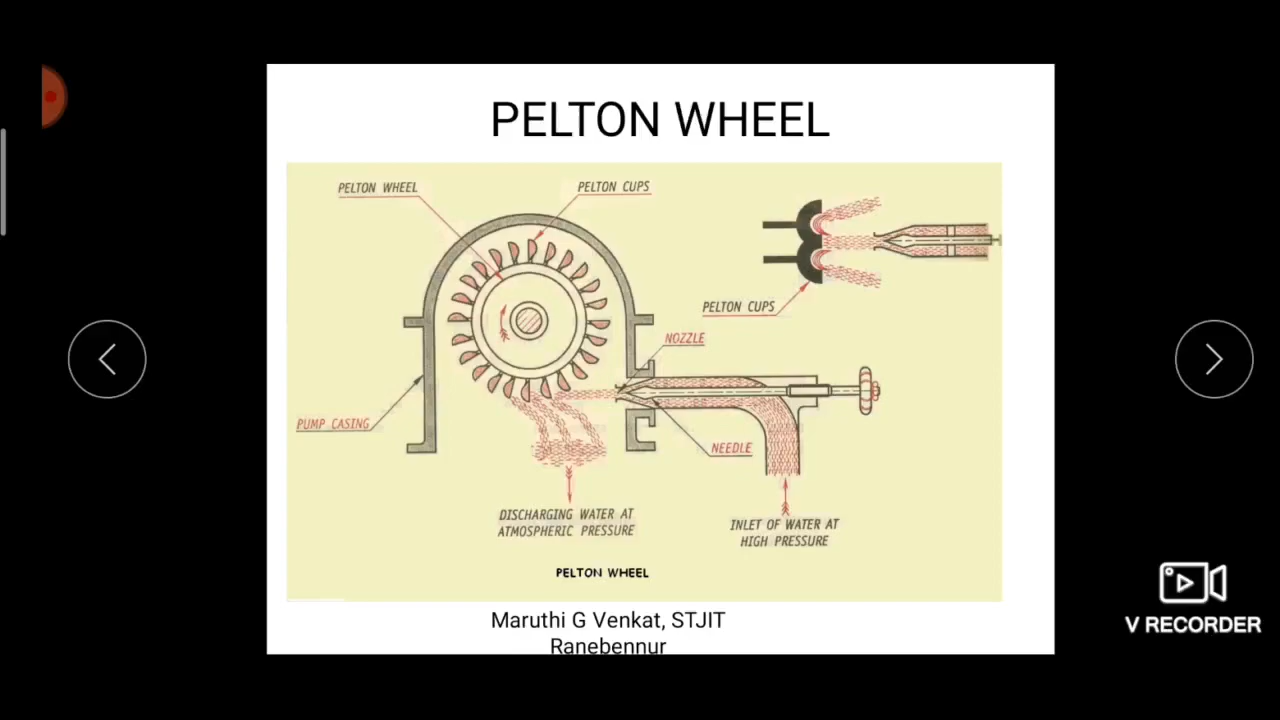 PELTON WHEEL
PELTON WHEEL
PELTON CUPS
PELTON CUPS
NOZZLE
PUMP CASING
NEEDLE
DISCHARGING WATER AT
ATMOSPHERIC PRESSURE
INLET OF WATER AT
HIGH PRESSURE
PELTON WHEEL
Maruthi G Venkat, STJIT
Ranebennur
V RECORDER